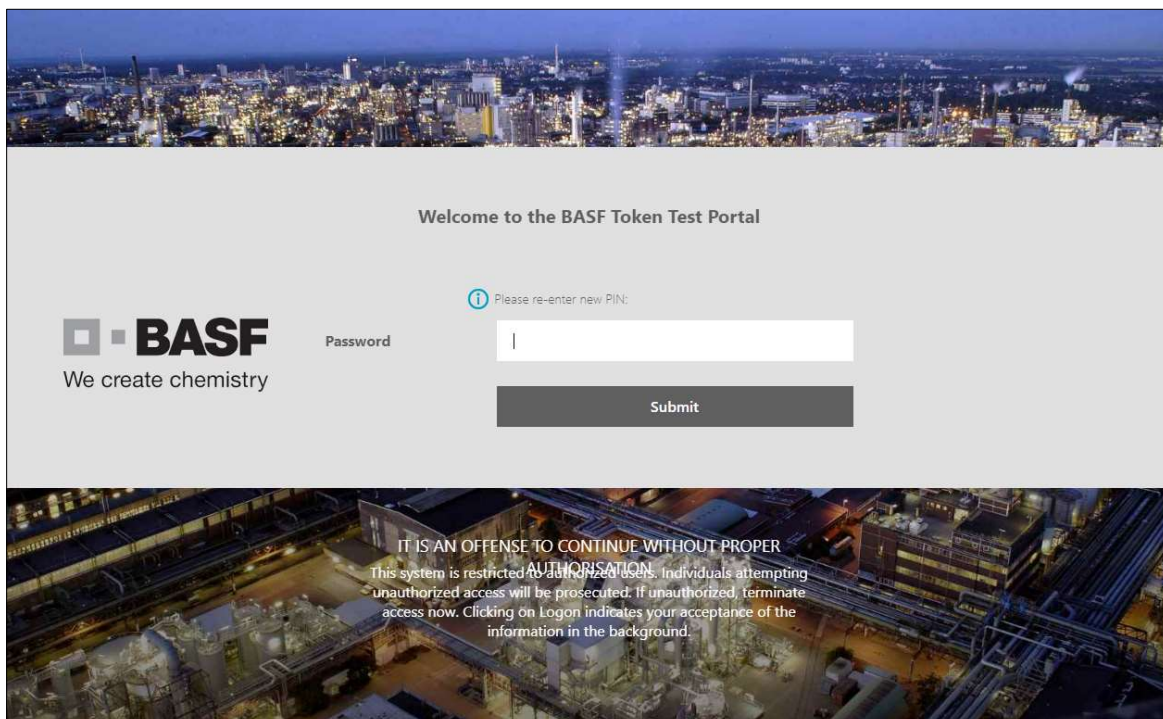 Welcome to the BASF Token Test Portal
Please re-enter new PIN:
BASF
We create chemistry
Password
Submit
IT IS AN OFFENSE TO CONTINUE WITHOUT PROPER
AUTHORISATION
This system is restricted to authorized users. Individuals attempting
unauthorized access will be prosecuted. If unauthorized, terminate
access now. Clicking on Logon indicates your acceptance of the
information in the background.